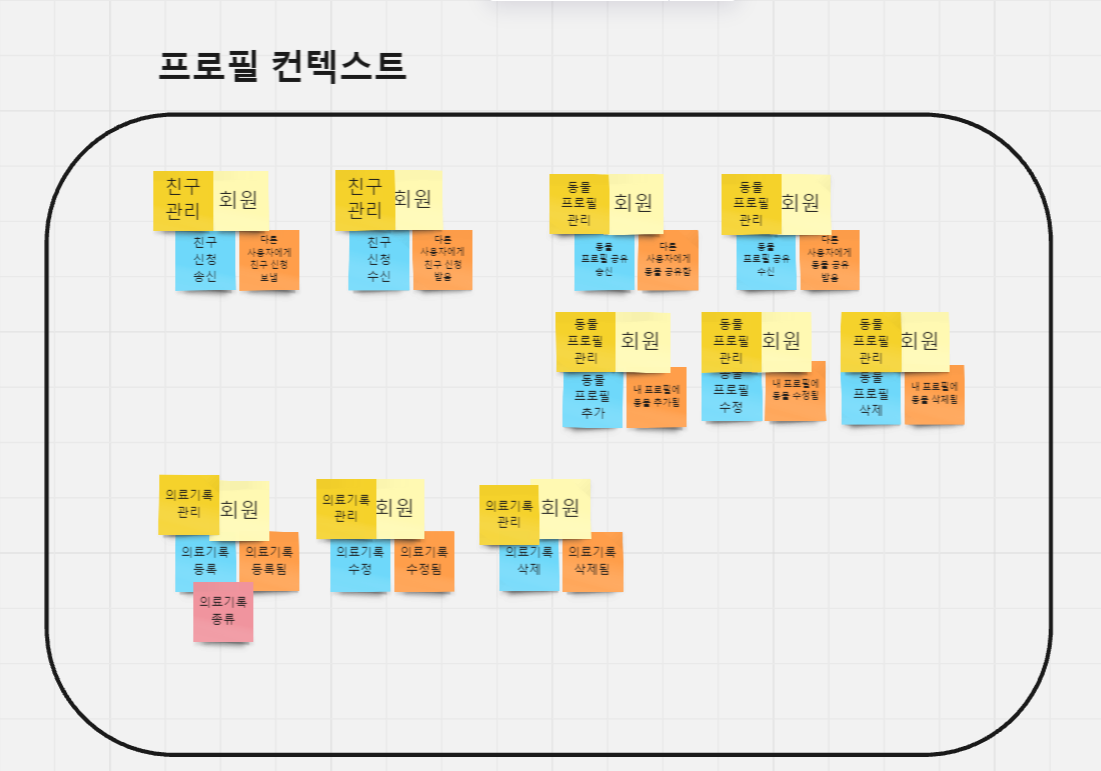 프로필 컨텍스트
친구
관리
회원
친구
신청
송신
다른
사용자에게
친구 신청
보냄
친구
관리
회원
친구
신청
수신
다른
사용자에게
친구 신청
받음
동물
프로필
관리
회원
동물
프로필 공유
송신
다른
사용자에게
동물 공유함
동물
프로필
관리
회원
동물
프로필 공유
수신
다른
사용자에게
동물 공유
받음
동물
프로필
관리
회원
동물
프로필
추가
내 프로필에
동물 추가됨
동물
프로필
관리
회원
동물
프로필
수정
내 프로필에
동물 수정됨
동물
프로필
관리
회원
동물
프로필
삭제
내 프로필에
동물 삭제됨
의료기록
관리
회원
의료기록
등록
의료기록
등록됨
의료기록
종류
의료기록
관리
회원
의료기록
수정
의료기록
수정됨
의료기록
관리
회원
의료기록
삭제
의료기록
삭제됨